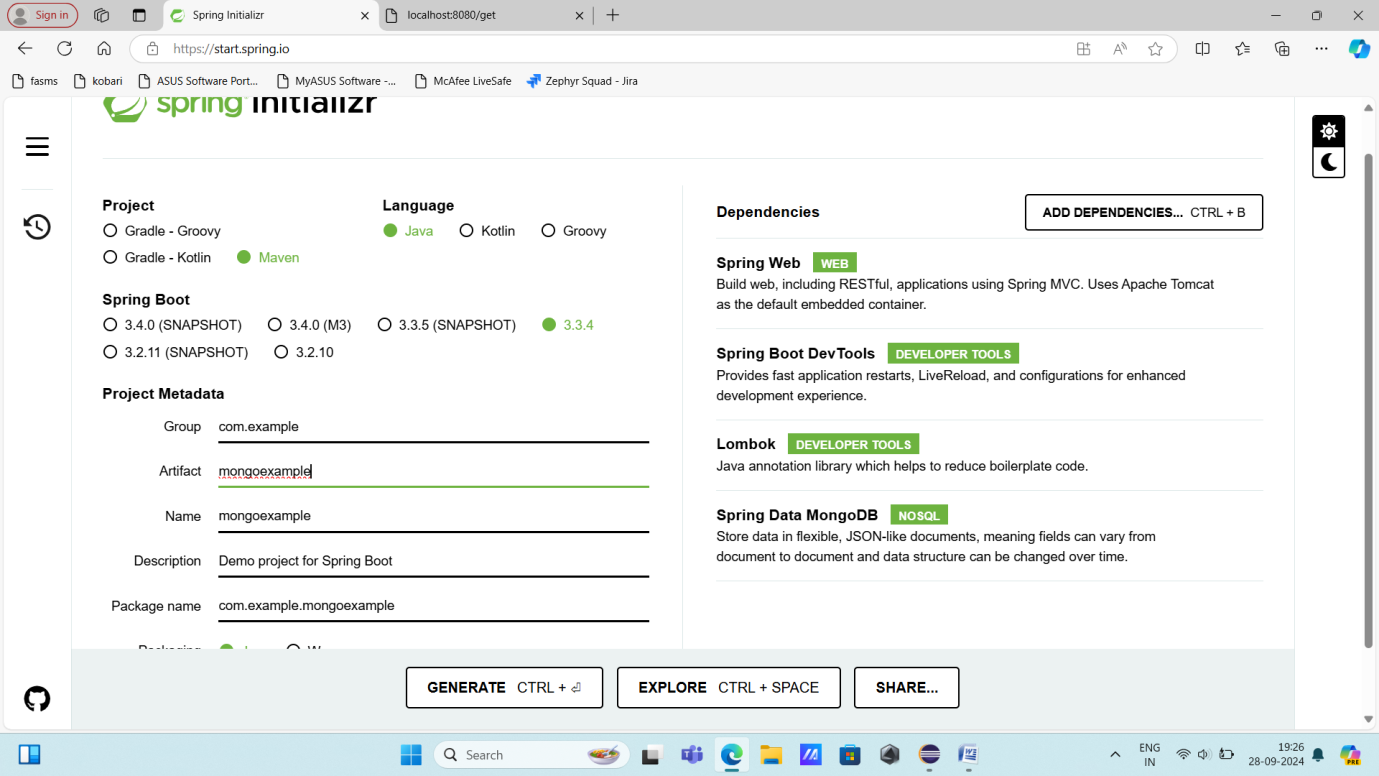 Sign in
Spring Initializr
localhost:8080/get
https://start.spring.io
fasms
kobari
ASUS Software Port...
MyASUS Software -...
McAfee LiveSafe
Zephyr Squad - Jira
spring initializr
Project
Gradle - Groovy
Gradle - Kotlin Maven
Language
Java Kotlin Groovy
Spring Boot
3.4.0 (SNAPSHOT) 3.4.0 (M3) 3.3.5 (SNAPSHOT) 3.3.4
3.2.11 (SNAPSHOT) 3.2.10
Project Metadata
Group com.example
Artifact mongoexample
Name mongoexample
Description Demo project for Spring Boot
Package name com.example.mongoexample
Dependencies
ADD DEPENDENCIES... CTRL + B
Spring Web WEB
Build web, including RESTful, applications using Spring MVC. Uses Apache Tomcat
as the default embedded container.
Spring Boot DevTools DEVELOPER TOOLS
Provides fast application restarts, LiveReload, and configurations for enhanced
development experience.
Lombok DEVELOPER TOOLS
Java annotation library which helps to reduce boilerplate code.
Spring Data MongoDB NOSQL
Store data in flexible, JSON-like documents, meaning fields can vary from
document to document and data structure can be changed over time.
GENERATE CTRL + ⏎
EXPLORE CTRL + SPACE
SHARE...
Search
ENG
IN
19:26
28-09-2024
PRE